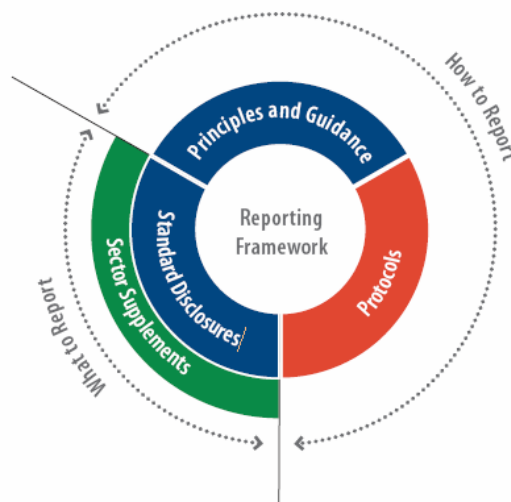 How to Report
Principles and Guidance
Reporting
Framework
Standard Disclosures
Sector Supplements
Protocols
What to Report